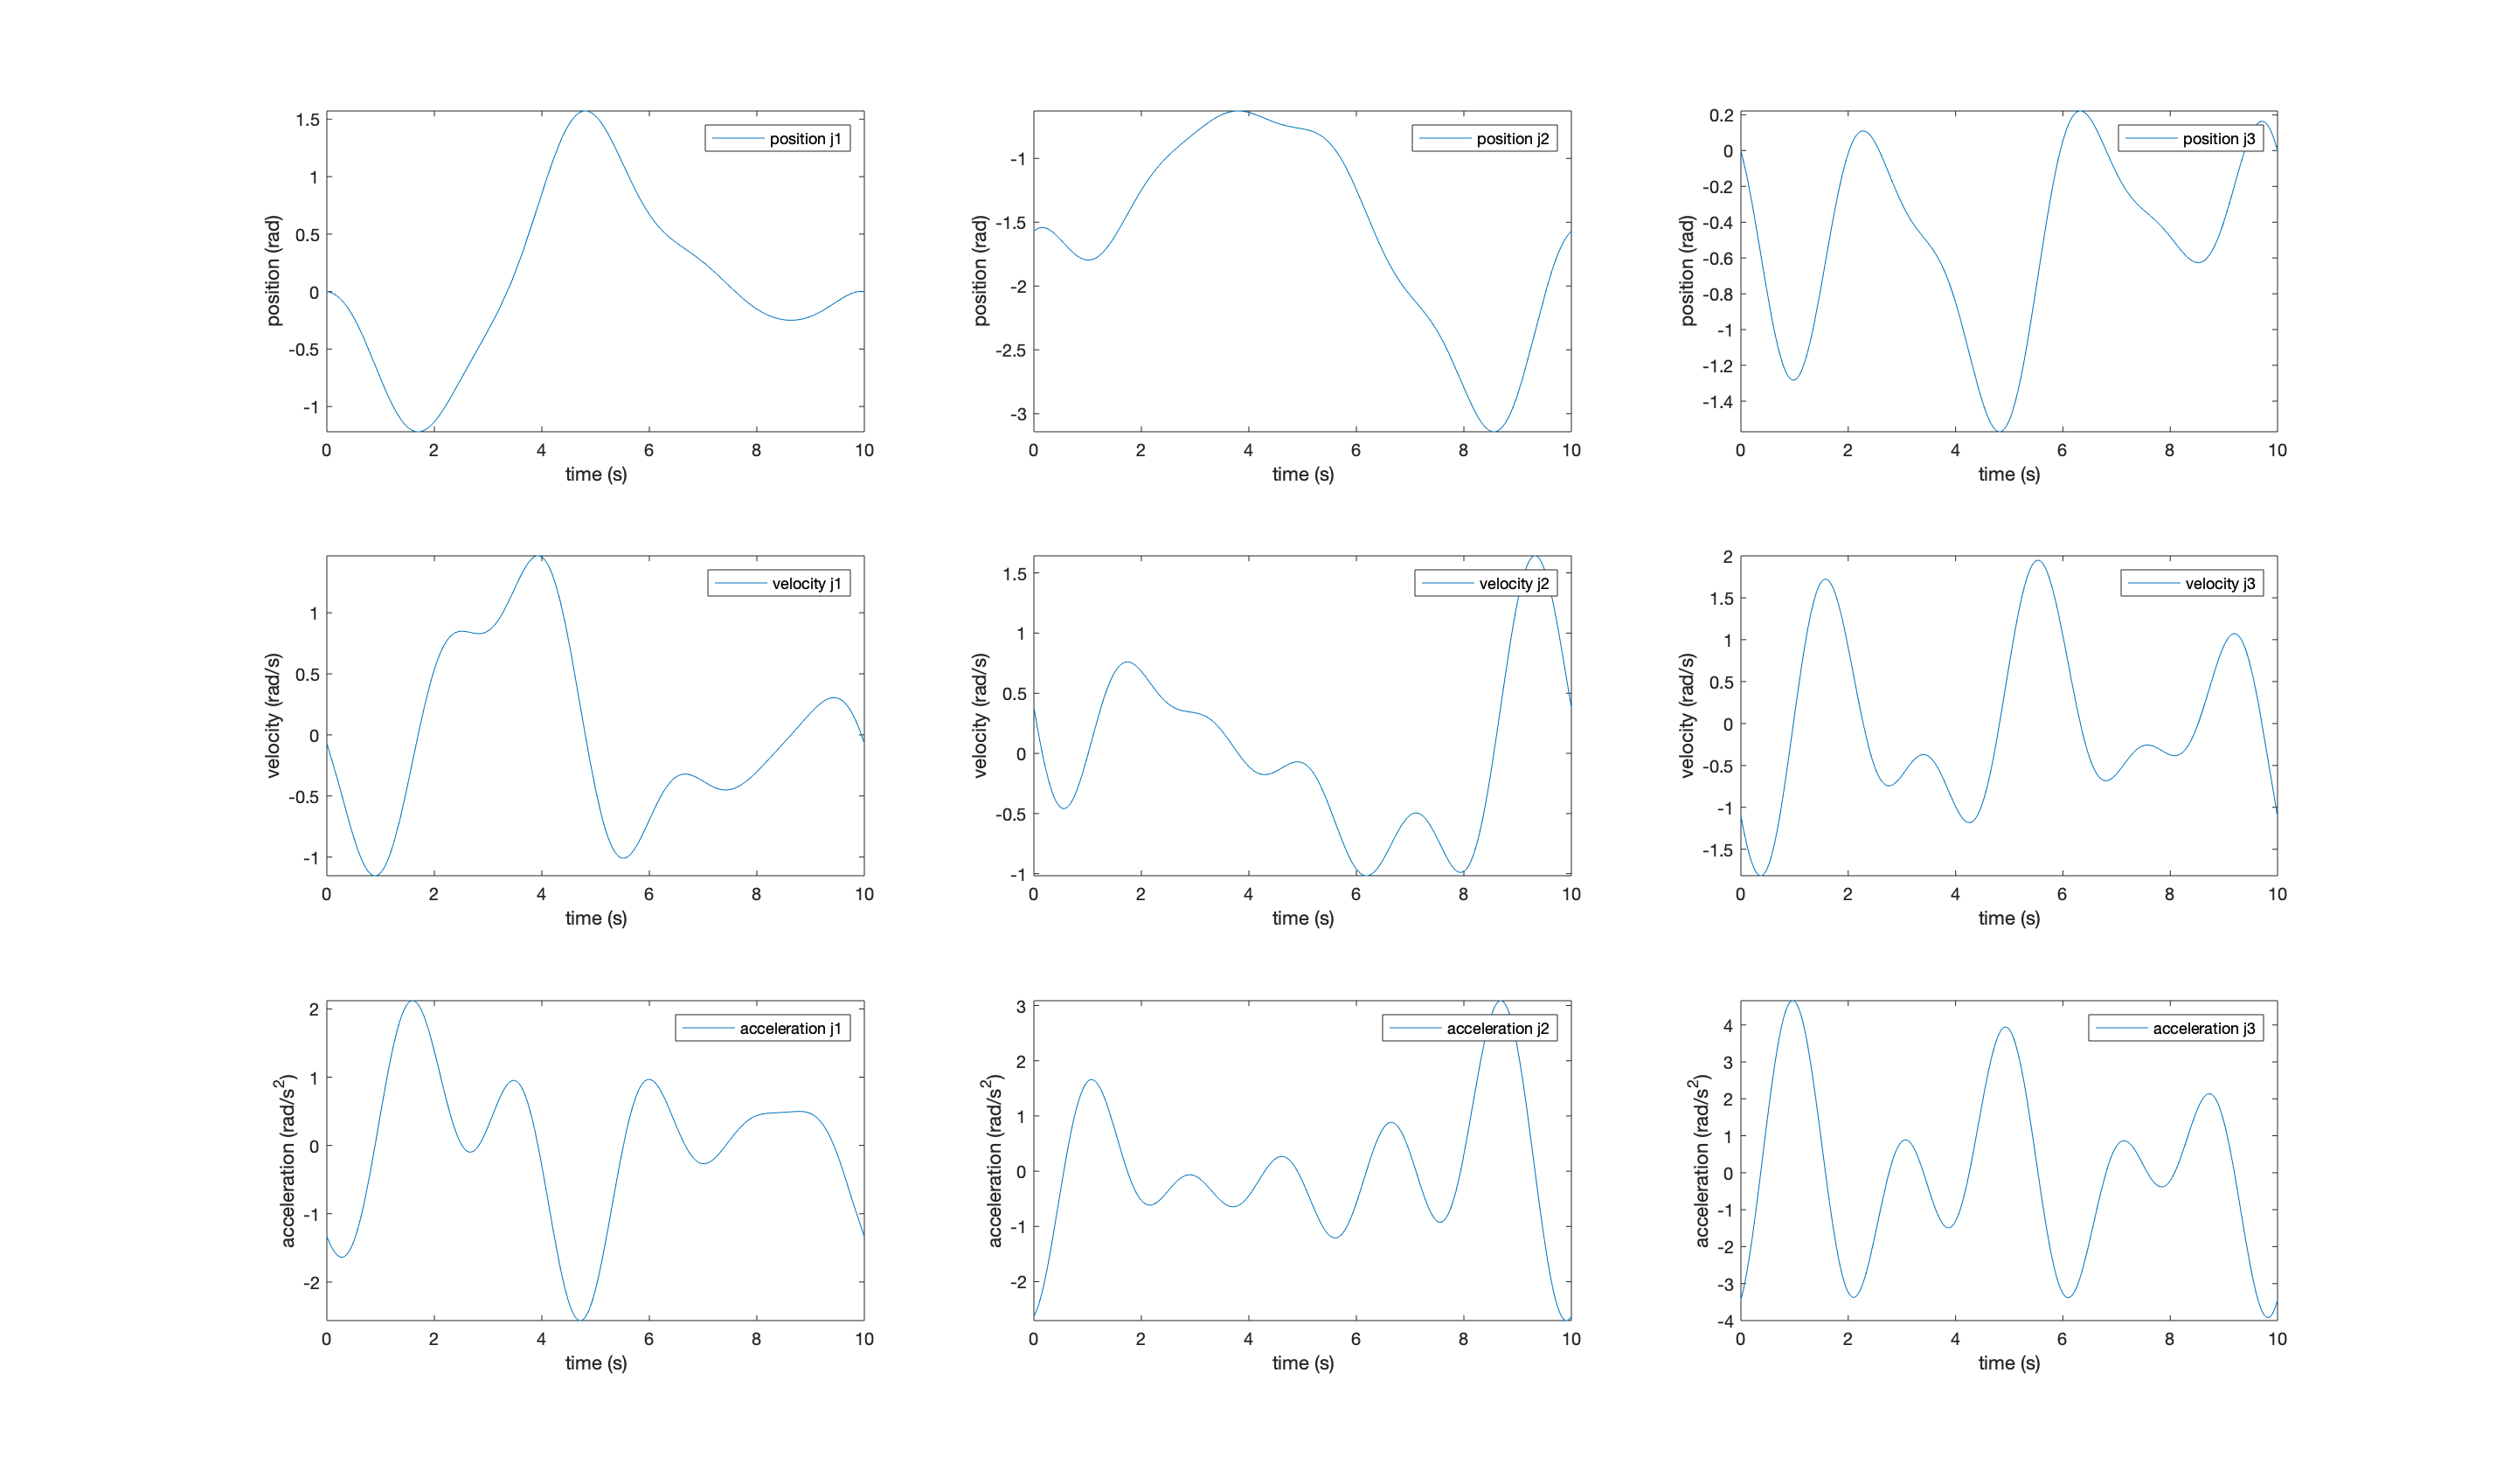 position j1
1.5
1
0.5
0
-0.5
-1
position (rad)
0 2 4 6 8 10
time (s)
position j2
-1
-1.5
-2
-2.5
-3
position (rad)
0 2 4 6 8 10
time (s)
position j3
0.2
0
-0.2
-0.4
-0.6
-0.8
-1
-1.2
-1.4
position (rad)
0 2 4 6 8 10
time (s)
velocity j1
1
0.5
0
-0.5
-1
velocity (rad/s)
0 2 4 6 8 10
time (s)
velocity j2
1.5
1
0.5
0
-0.5
-1
velocity (rad/s)
0 2 4 6 8 10
time (s)
velocity j3
2
1.5
1
0.5
0
-0.5
-1
-1.5
velocity (rad/s)
0 2 4 6 8 10
time (s)
acceleration j1
2
1
0
-1
-2
acceleration (rad/s²)
0 2 4 6 8 10
time (s)
acceleration j2
3
2
1
0
-1
-2
acceleration (rad/s²)
0 2 4 6 8 10
time (s)
acceleration j3
4
3
2
1
0
-1
-2
-3
-4
acceleration (rad/s²)
0 2 4 6 8 10
time (s)